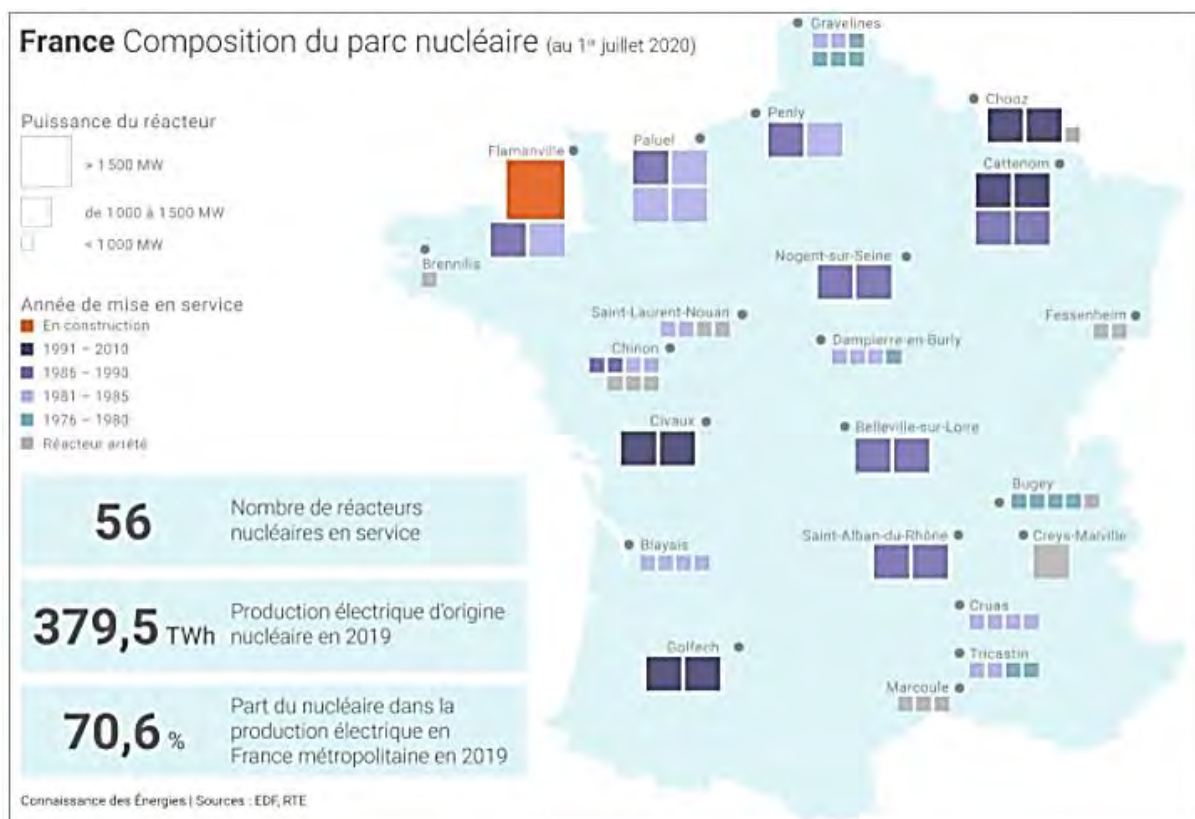 France Composition du parc nucléaire (au 1er juillet 2020)
Puissance du réacteur
> 1 500 MW
de 1 000 à 1 500 MW
< 1 000 MW
Année de mise en service
En construction
1991 – 2010
1986 – 1990
1981 – 1985
1976 – 1980
Réacteur arrêté
Gravelines
Chooz
Penly
Paluel
Flamanville
Cattenom
Brennilis
Nogent-sur-Seine
Saint-Laurent-Nouan
Fessenheim
Dampierre-en-Burly
Chinon
Civaux
Belleville-sur-Loire
Bugey
Blayais
Saint-Alban-du-Rhône
Creys-Malville
Cruas
Golfech
Tricastin
Marcoule
56
Nombre de réacteurs
nucléaires en service
379,5 TWh
Production électrique d'origine
nucléaire en 2019
70,6 %
Part du nucléaire dans la
production électrique en
France métropolitaine en 2019
Connaissance des Énergies | Sources : EDF, RTE